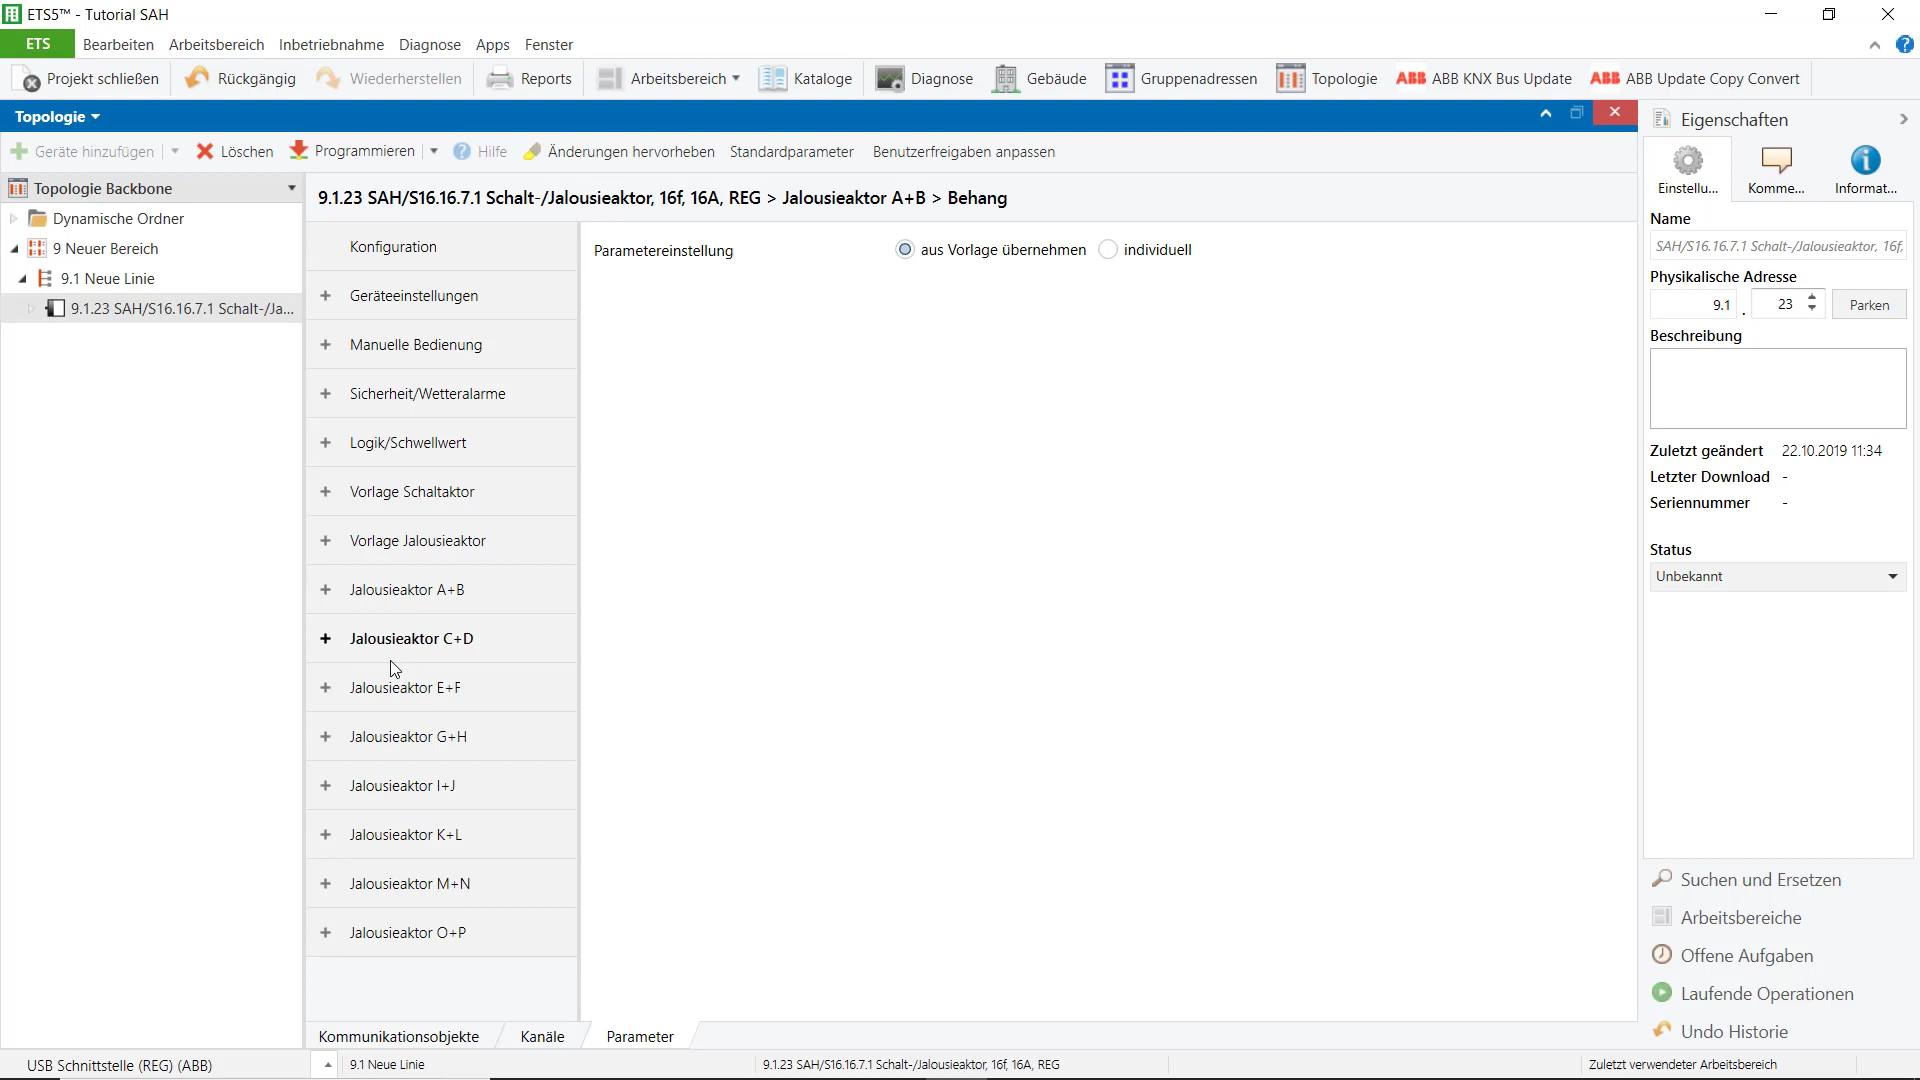 ETS5™ - Tutorial SAH
ETS Bearbeiten Arbeitsbereich Inbetriebnahme Diagnose Apps Fenster
Projekt schließen Rückgängig Wiederherstellen Reports Arbeitsbereich Kataloge Diagnose Gebäude Gruppenadressen Topologie ABB ABB KNX Bus Update ABB ABB Update Copy Convert
Topologie
Geräte hinzufügen Löschen Programmieren Hilfe Änderungen hervorheben Standardparameter Benutzerfreigaben anpassen
Topologie Backbone
Dynamische Ordner
9 Neuer Bereich
9.1 Neue Linie
9.1.23 SAH/S16.16.7.1 Schalt-/Ja...
9.1.23 SAH/S16.16.7.1 Schalt-/Jalousieaktor, 16f, 16A, REG > Jalousieaktor A+B > Behang
Konfiguration
+ Geräteeinstellungen
+ Manuelle Bedienung
+ Sicherheit/Wetteralarme
+ Logik/Schwellwert
+ Vorlage Schaltaktor
+ Vorlage Jalousieaktor
+ Jalousieaktor A+B
+ Jalousieaktor C+D
+ Jalousieaktor E+F
+ Jalousieaktor G+H
+ Jalousieaktor I+J
+ Jalousieaktor K+L
+ Jalousieaktor M+N
+ Jalousieaktor O+P
Parametereinstellung aus Vorlage übernehmen individuell
Kommunikationsobjekte Kanäle Parameter
Eigenschaften
Einstellu... Komme... Informat...
Name
SAH/S16.16.7.1 Schalt-/Jalousieaktor, 16f,
Physikalische Adresse
9.1 . 23 Parken
Beschreibung
Zuletzt geändert 22.10.2019 11:34
Letzter Download -
Seriennummer -
Status
Unbekannt
Suchen und Ersetzen
Arbeitsbereiche
Offene Aufgaben
Laufende Operationen
Undo Historie
USB Schnittstelle (REG) (ABB) 9.1 Neue Linie 9.1.23 SAH/S16.16.7.1 Schalt-/Jalousieaktor, 16f, 16A, REG Zuletzt verwendeter Arbeitsbereich